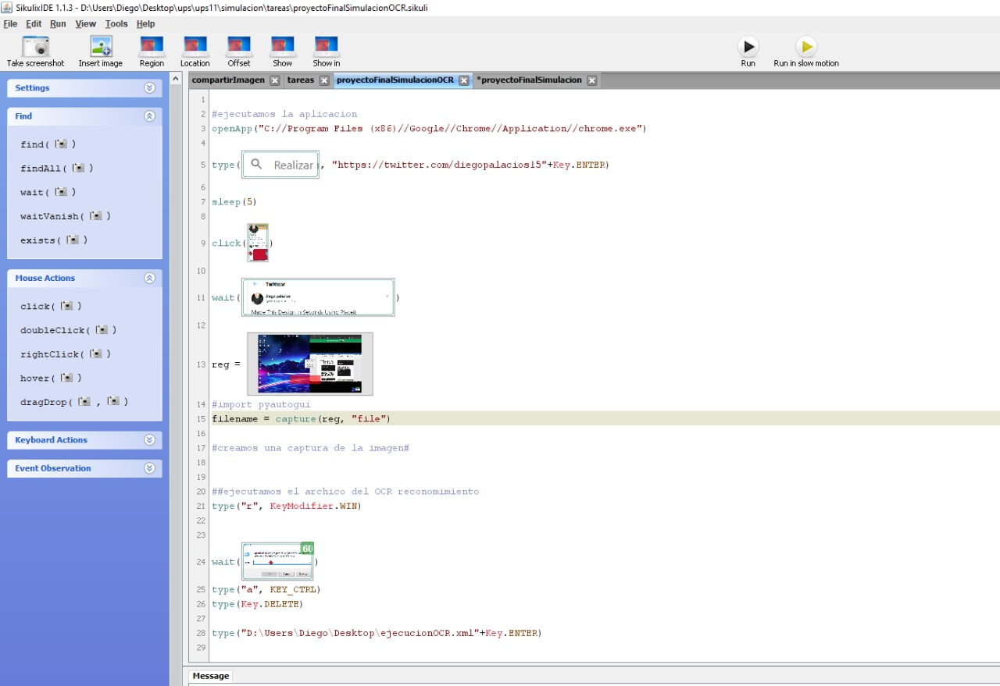 SikulixIDE 1.1.3 - D:\Users\Diego\Desktop\ups\ups11\simulacion\tareas\proyectoFinalSimulacionOCR.sikuli
File Edit Run View Tools Help
Take screenshot Insert image Region Location Offset Show Show in Run Run in slow motion
compartirImagen tareas proyectoFinalSimulacionOCR *proyectoFinalSimulacion
Settings
Find
find( )
findAll( )
wait( )
waitVanish( )
exists( )
Mouse Actions
click( )
doubleClick( )
rightClick( )
hover( )
dragDrop( , )
Keyboard Actions
Event Observation
1
2 #ejecutamos la aplicacion
3 openApp("C://Program Files (x86)//Google//Chrome//Application//chrome.exe")
4
5 type( Realizar , "https://twitter.com/diegopalacios15"+Key.ENTER)
6
7 sleep(5)
8
9 click( )
10
11 wait( )
Twittear
diego palacios
Made This Design in Seconds Using Placeit
12
13 reg =
14 #import pyautogui
15 filename = capture(reg, "file")
16
17 #creamos una captura de la imagen#
18
19
20 ##ejecutamos el archico del OCR reconomimiento
21 type("r", KeyModifier.WIN)
22
23
24 wait( 60 )
25 type("a", KEY_CTRL)
26 type(Key.DELETE)
27
28 type("D:\Users\Diego\Desktop\ejecucionOCR.xml"+Key.ENTER)
29
Message